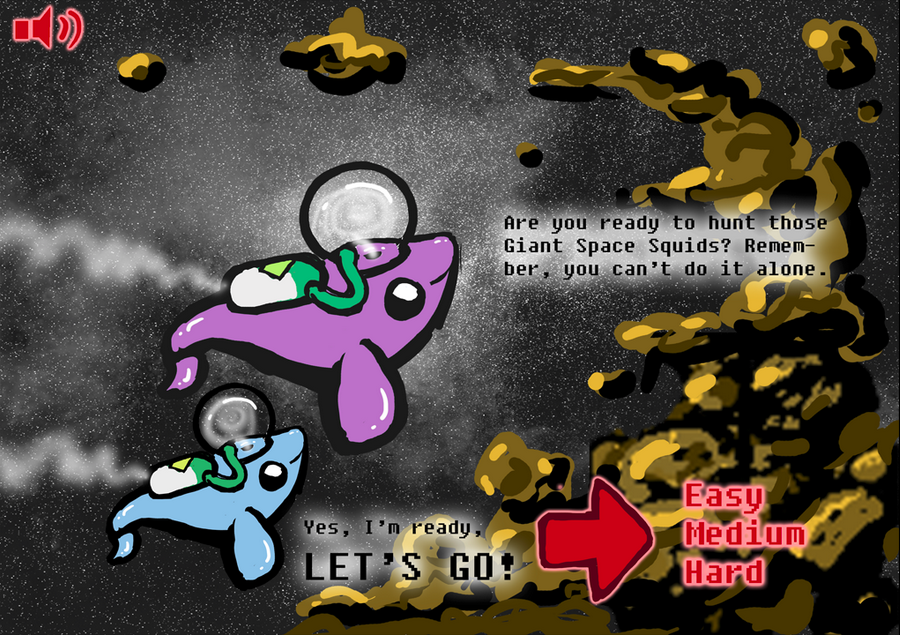 Are you ready to hunt those
Giant Space Squids? Remem-
ber, you can't do it alone.
Yes, I'm ready,
LET'S GO!
Easy
Medium
Hard